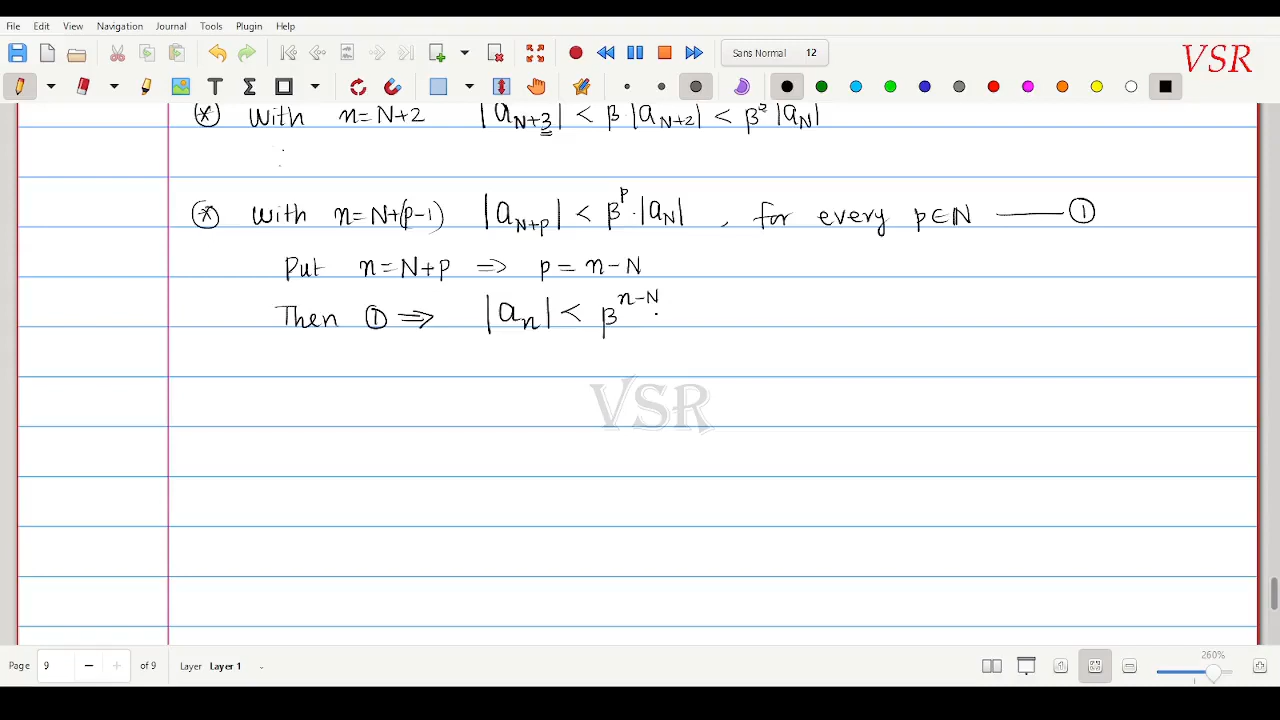 File Edit View Navigation Journal Tools Plugin Help
Sans Normal 12
VSR
(*) With n=N+2 |a_{N+3}| < β·|a_{N+2}| < β³|a_N|
⋮
(*) With n=N+(p-1) |a_{N+p}| < β^p·|a_N| , for every p∈ℕ —— ①
Put n=N+p ⇒ p = n-N
Then ① ⇒ |a_n| < β^{n-N}.
VSR
Page 9 of 9 Layer Layer 1 260%